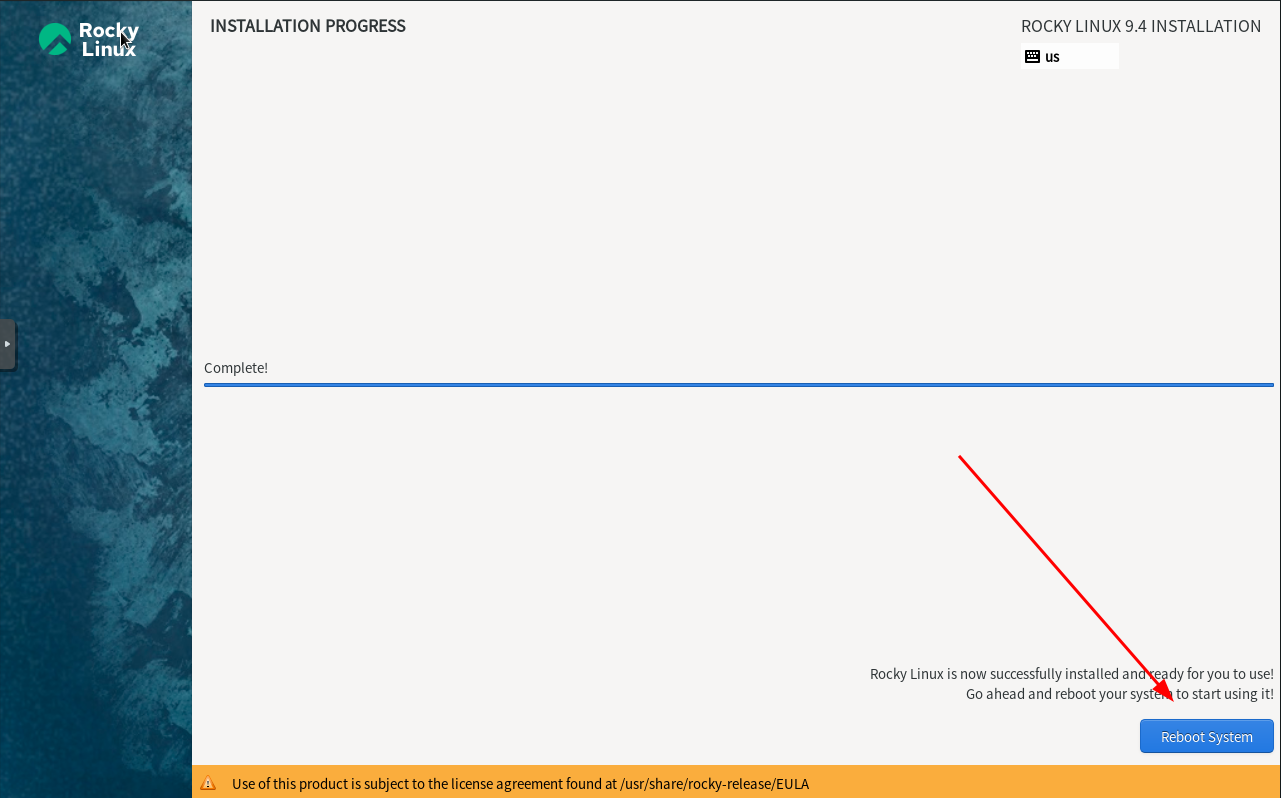 Rocky
Linux
INSTALLATION PROGRESS
ROCKY LINUX 9.4 INSTALLATION
us
Complete!
Rocky Linux is now successfully installed and ready for you to use!
Go ahead and reboot your system to start using it!
Reboot System
Use of this product is subject to the license agreement found at /usr/share/rocky-release/EULA